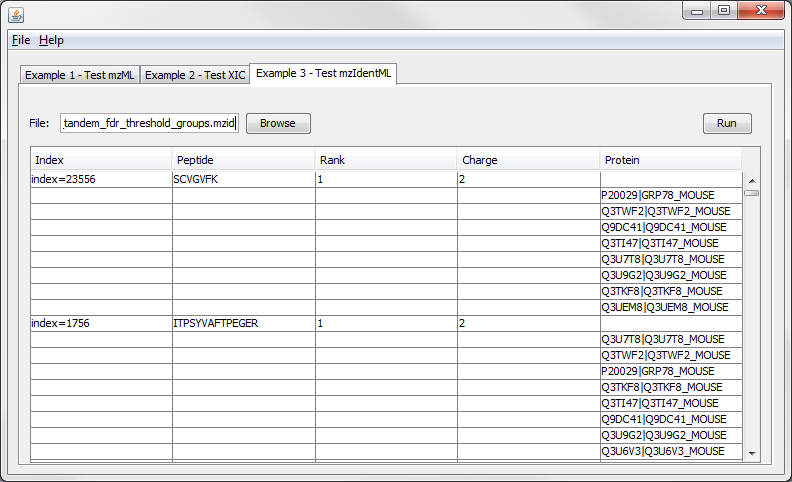 File Help
Example 1 - Test mzML Example 2 - Test XIC Example 3 - Test mzIdentML
File: tandem_fdr_threshold_groups.mzid Browse Run
Index Peptide Rank Charge Protein
index=23556 SCVGVFK 1 2
P20029|GRP78_MOUSE
Q3TWF2|Q3TWF2_MOUSE
Q9DC41|Q9DC41_MOUSE
Q3TI47|Q3TI47_MOUSE
Q3U7T8|Q3U7T8_MOUSE
Q3U9G2|Q3U9G2_MOUSE
Q3TKF8|Q3TKF8_MOUSE
Q3UEM8|Q3UEM8_MOUSE
index=1756 ITPSYVAFTPEGER 1 2
Q3U7T8|Q3U7T8_MOUSE
Q3TWF2|Q3TWF2_MOUSE
P20029|GRP78_MOUSE
Q3TKF8|Q3TKF8_MOUSE
Q3TI47|Q3TI47_MOUSE
Q9DC41|Q9DC41_MOUSE
Q3U9G2|Q3U9G2_MOUSE
Q3U6V3|Q3U6V3_MOUSE